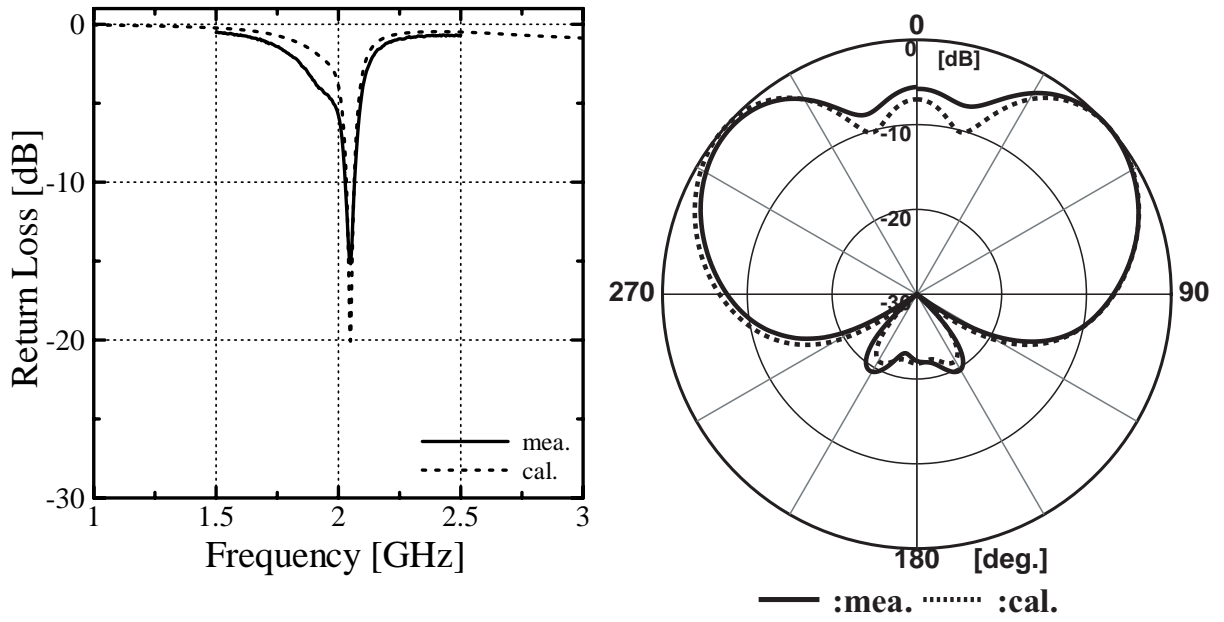 0
-10
-20
-30
Return Loss [dB]
1
1.5
2
2.5
3
Frequency [GHz]
mea.
cal.
0
0
[dB]
-10
-20
-30
270
90
180
[deg.]
:mea.
:cal.